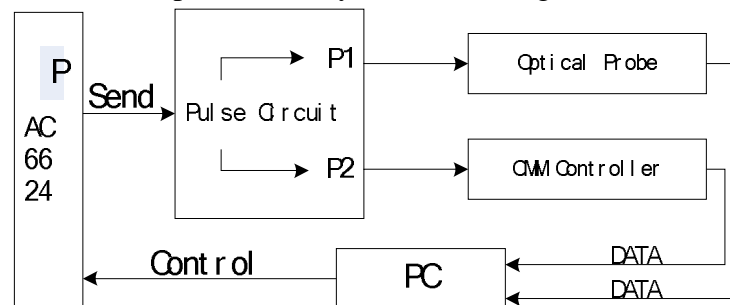 P
AC
66
24
Send
Pulse Circuit
P1
P2
Optical Probe
CMM Controller
Control
PC
DATA
DATA